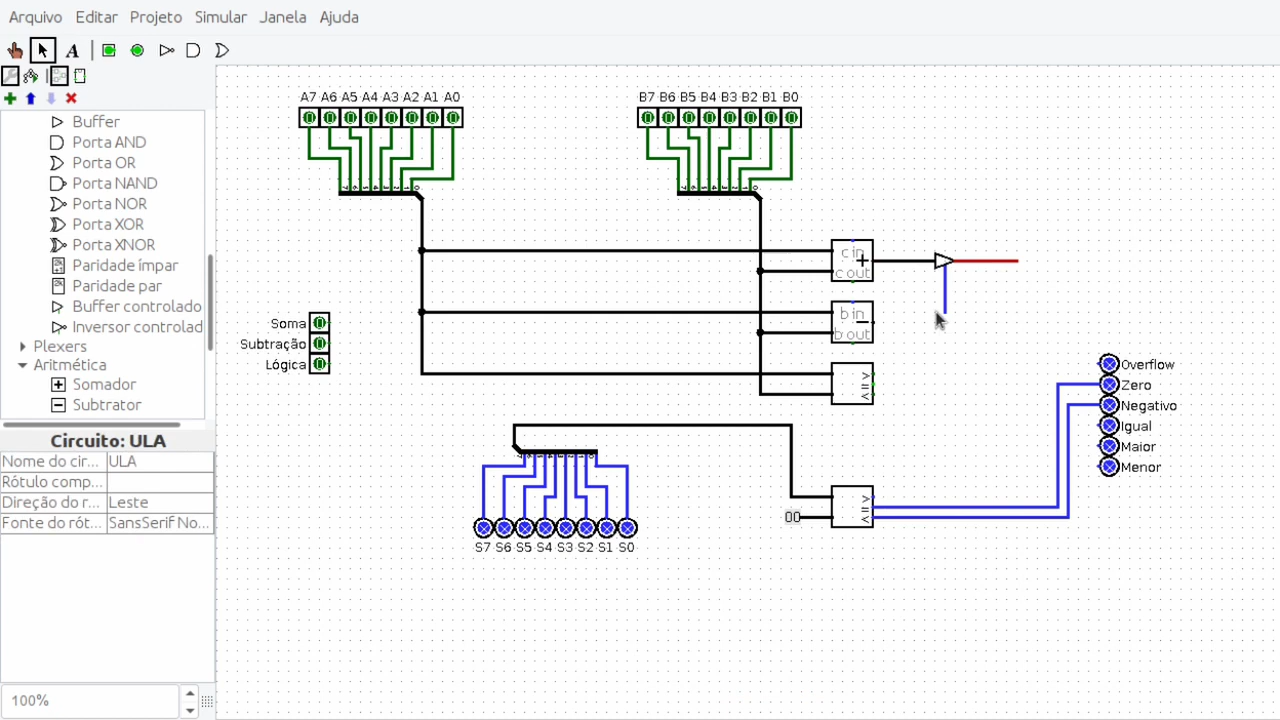 Arquivo Editar Projeto Simular Janela Ajuda
A
Buffer
Porta AND
Porta OR
Porta NAND
Porta NOR
Porta XOR
Porta XNOR
Paridade ímpar
Paridade par
Buffer controlado
Inversor controlad
Plexers
Aritmética
Somador
Subtrator
Circuito: ULA
Nome do cir... ULA
Rótulo comp...
Direção do r... Leste
Fonte do rót... SansSerif No...
100%
A7 A6 A5 A4 A3 A2 A1 A0
B7 B6 B5 B4 B3 B2 B1 B0
c in
+
c out
b in
b out
Soma
Subtração
Lógica
Overflow
Zero
Negativo
Igual
Maior
Menor
00
S7 S6 S5 S4 S3 S2 S1 S0